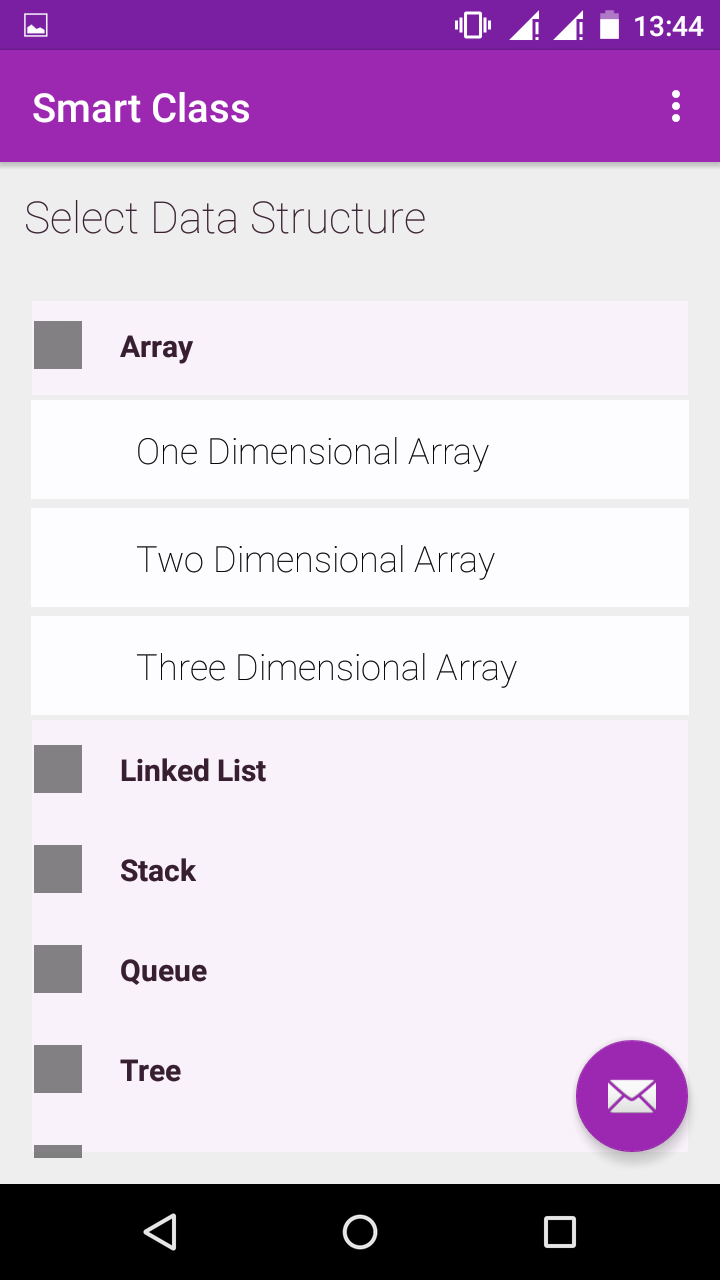 13:44
Smart Class
Select Data Structure
Array
One Dimensional Array
Two Dimensional Array
Three Dimensional Array
Linked List
Stack
Queue
Tree